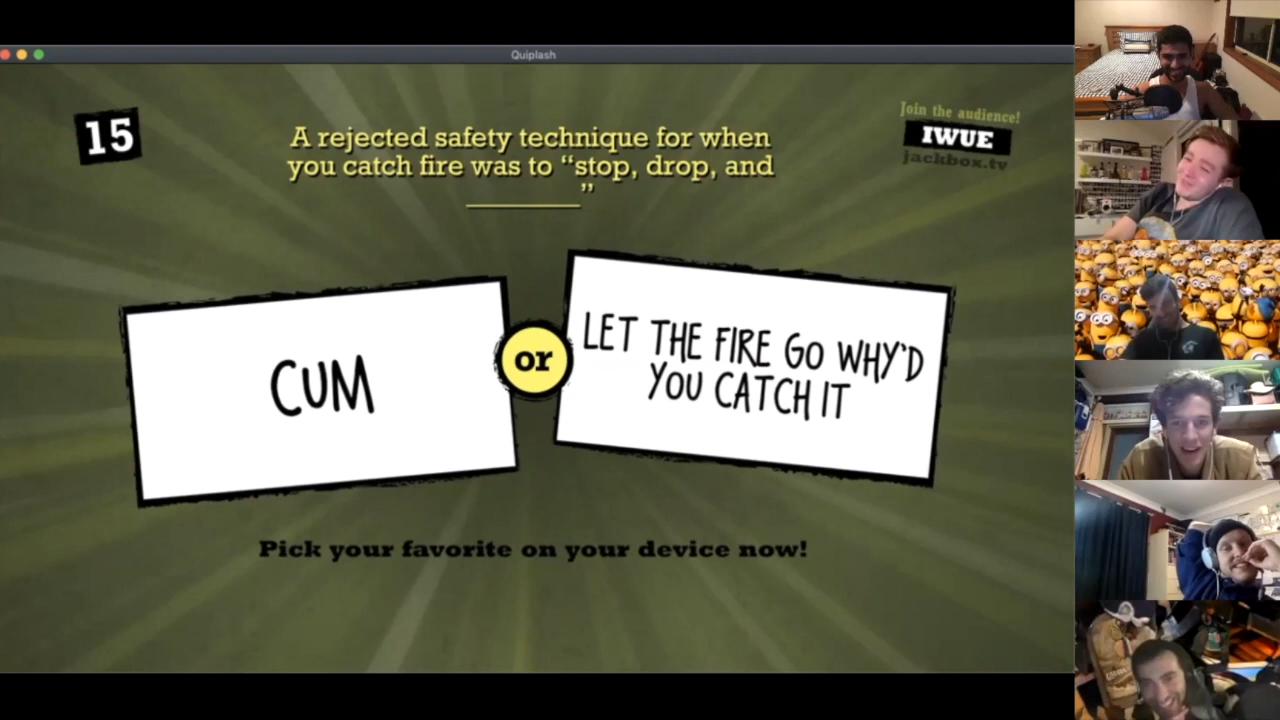 Quiplash
15
Join the audience!
IWUE
jackbox.tv
A rejected safety technique for when
you catch fire was to “stop, drop, and
”
CUM
or
LET THE FIRE GO WHY'D
YOU CATCH IT
Pick your favorite on your device now!